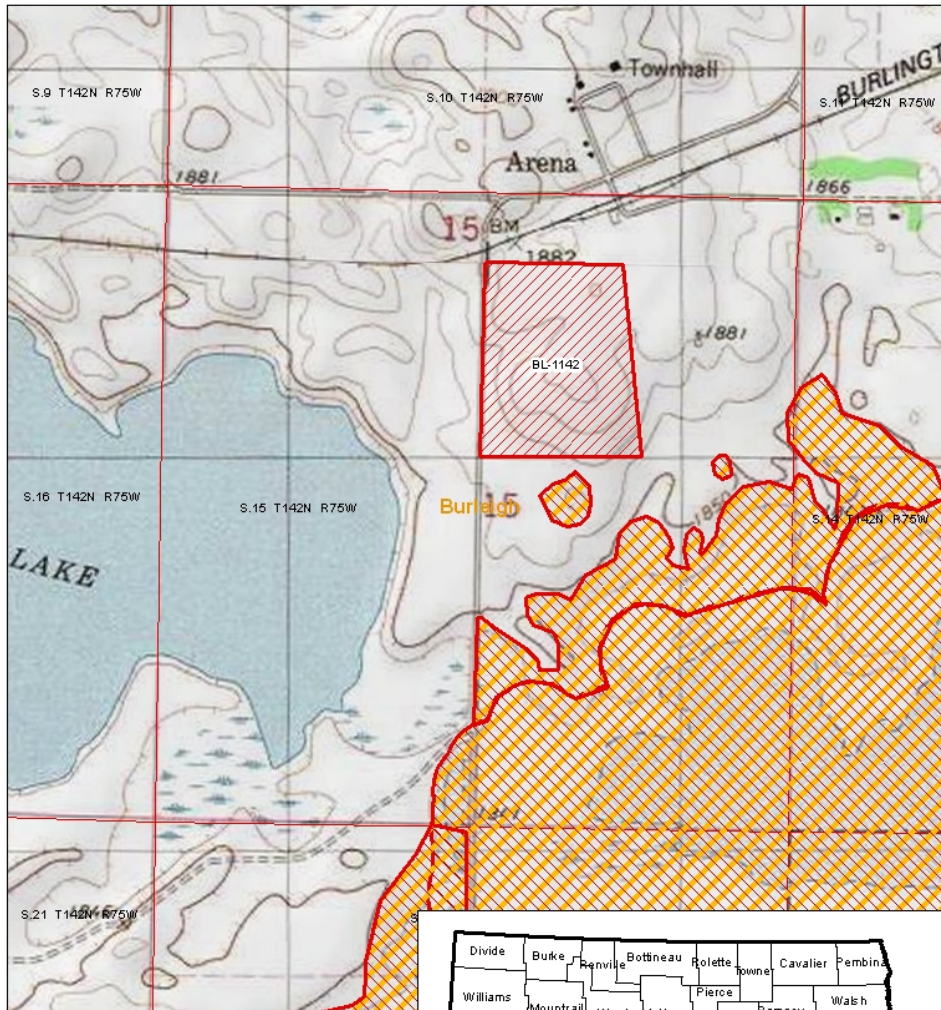 Townhall
BURLINGT
S.9 T142N R75W
S.10 T142N R75W
S.11 T142N R75W
Arena
1881
1866
15
BM
1882
1881
BL-1142
S.16 T142N R75W
S.15 T142N R75W
Burleigh
15
1850
S.14 T142N R75W
LAKE
S.21 T142N R75W
S
Divide
Burke
Renville
Bottineau
Rolette
Towne
Cavalier
Pembina
Williams
Mountrail
Pierce
Walsh